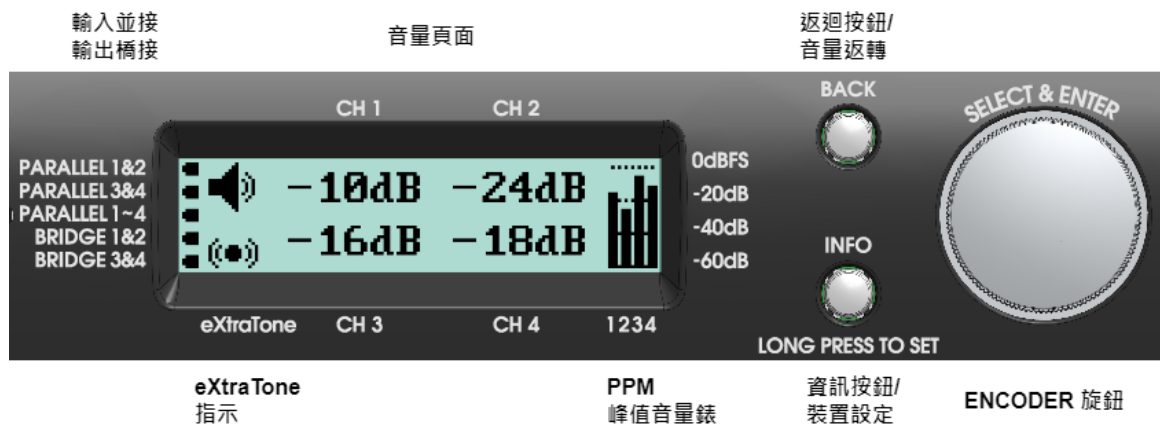 輸入並接
輸出橋接
音量頁面
返迴按鈕/
音量返轉
BACK
SELECT & ENTER
CH 1
CH 2
PARALLEL 1&2
PARALLEL 3&4
PARALLEL 1~4
BRIDGE 1&2
BRIDGE 3&4
-10dB
-24dB
-16dB
-18dB
0dBFS
-20dB
-40dB
-60dB
INFO
eXtraTone
CH 3
CH 4
1234
LONG PRESS TO SET
eXtraTone
指示
PPM
峰值音量錶
資訊按鈕/
裝置設定
ENCODER 旋鈕